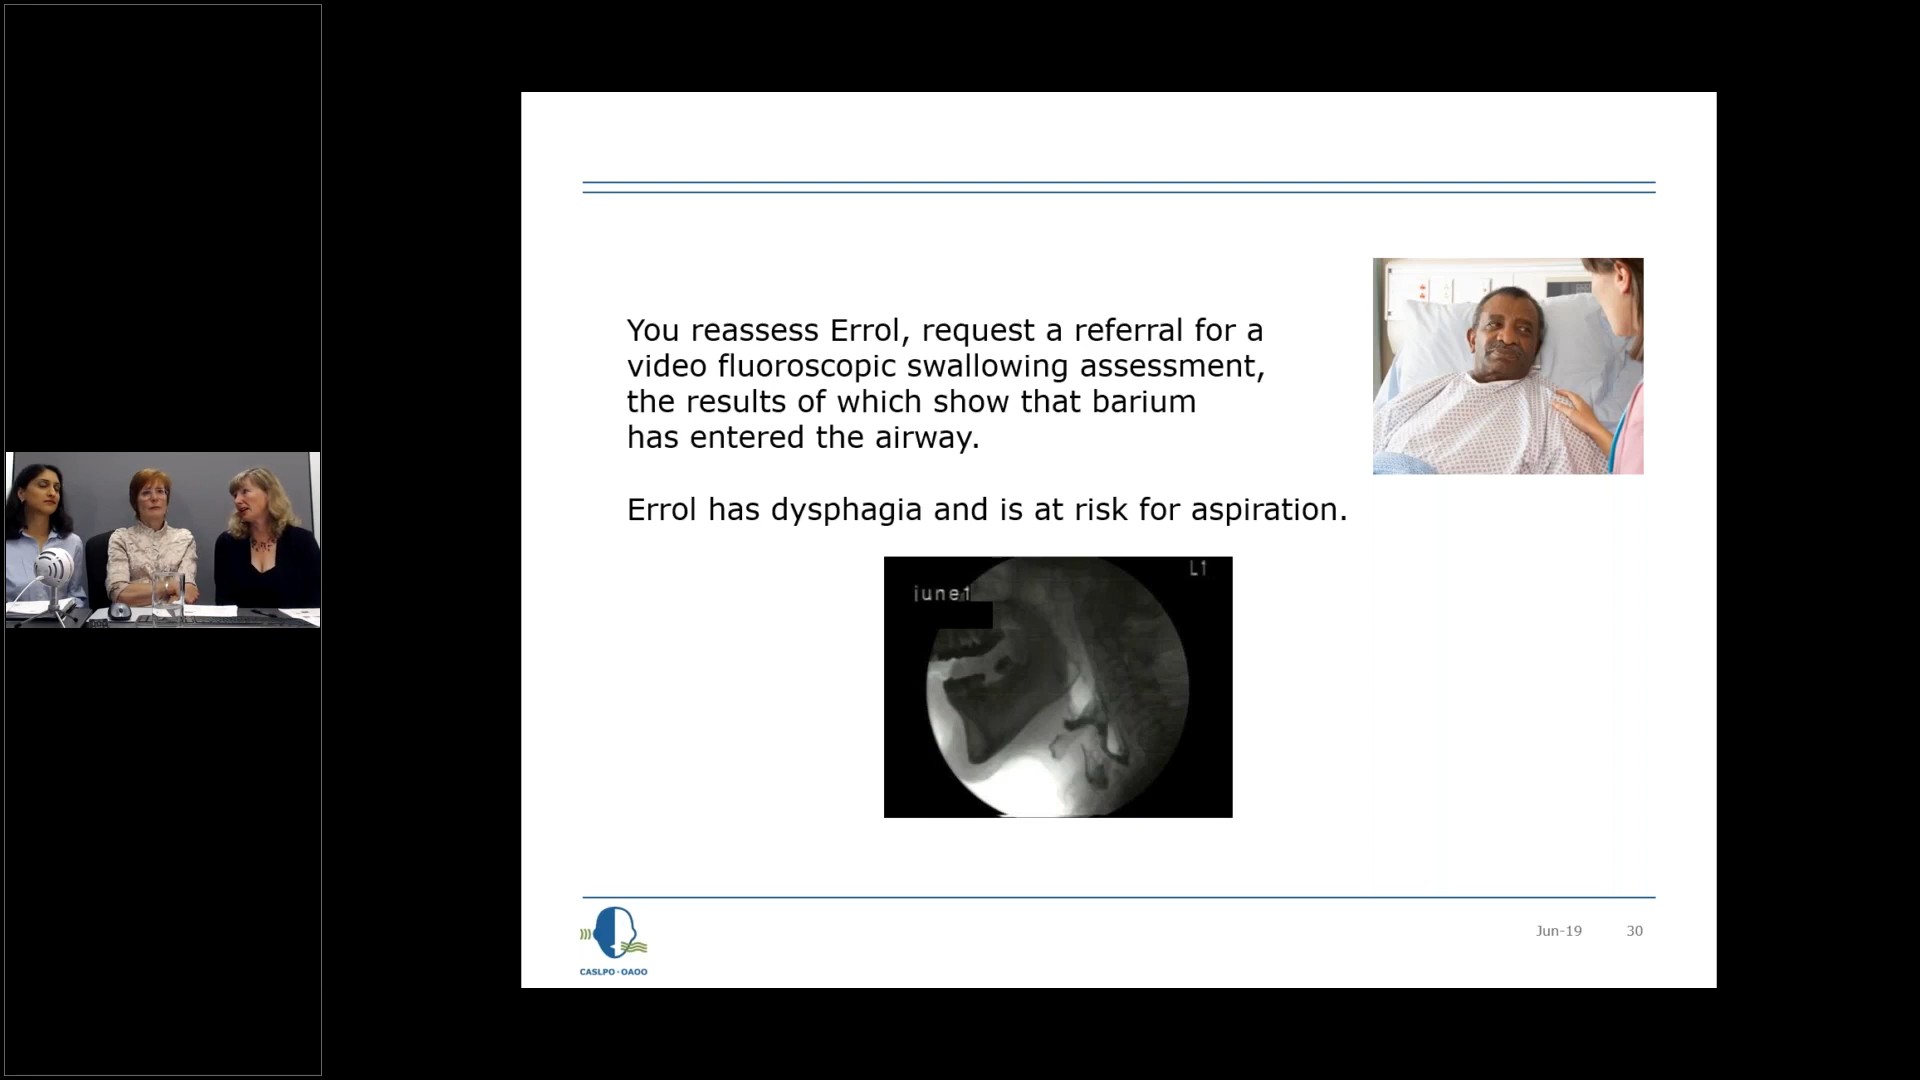 You reassess Errol, request a referral for a
video fluoroscopic swallowing assessment,
the results of which show that barium
has entered the airway.
Errol has dysphagia and is at risk for aspiration.
june1
L1
CASLPO-OAOO
Jun-19
30